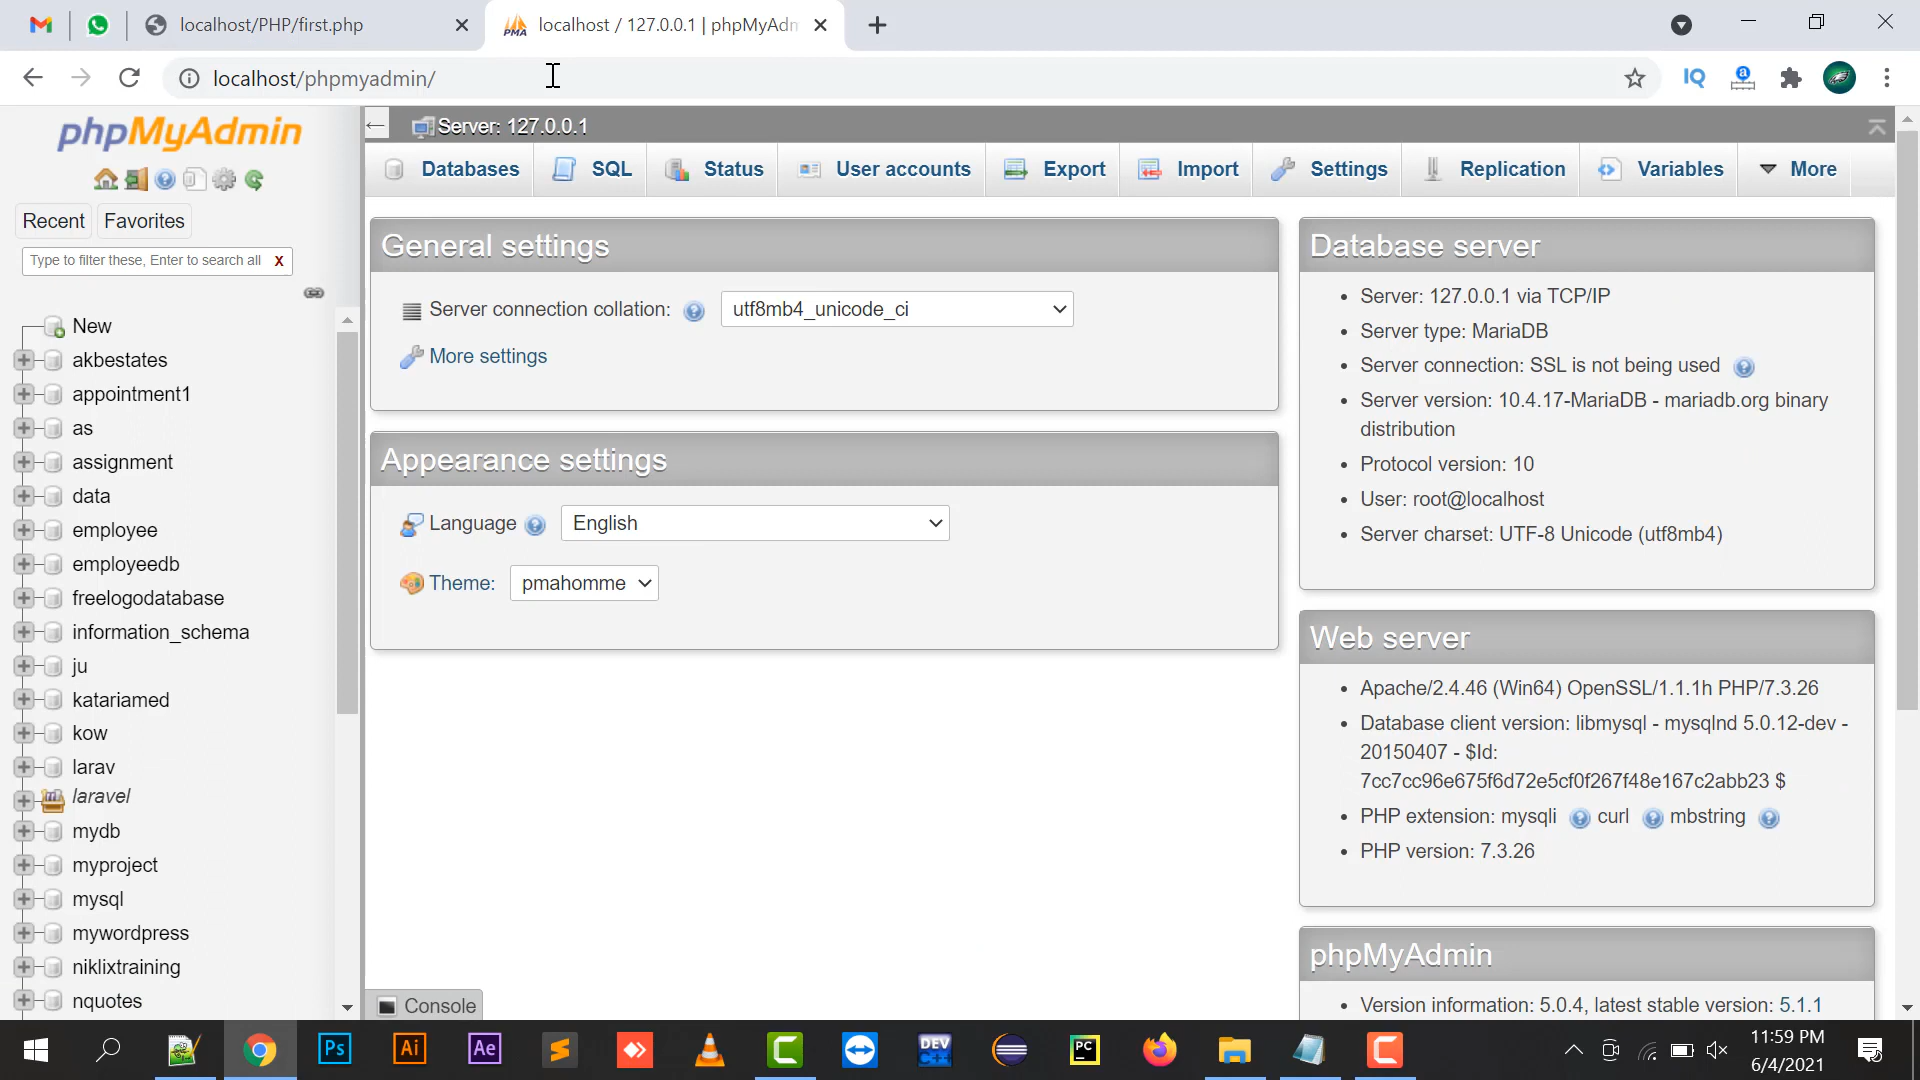 localhost/PHP/first.php
localhost / 127.0.0.1 | phpMyAdm
localhost/phpmyadmin/
phpMyAdmin
Server: 127.0.0.1
Databases
SQL
Status
User accounts
Export
Import
Settings
Replication
Variables
More
Recent
Favorites
Type to filter these, Enter to search all
X
New
akbestates
appointment1
as
assignment
data
employee
employeedb
freelogodatabase
information_schema
ju
katariamed
kow
larav
laravel
mydb
myproject
mysql
mywordpress
niklixtraining
nquotes
General settings
Server connection collation:
utf8mb4_unicode_ci
More settings
Appearance settings
Language
English
Theme:
pmahomme
Database server
Server: 127.0.0.1 via TCP/IP
Server type: MariaDB
Server connection: SSL is not being used
Server version: 10.4.17-MariaDB - mariadb.org binary
distribution
Protocol version: 10
User: root@localhost
Server charset: UTF-8 Unicode (utf8mb4)
Web server
Apache/2.4.46 (Win64) OpenSSL/1.1.1h PHP/7.3.26
Database client version: libmysql - mysqlnd 5.0.12-dev -
20150407 - $Id:
7cc7cc96e675f6d72e5cf0f267f48e167c2abb23 $
PHP extension: mysqli
curl
mbstring
PHP version: 7.3.26
phpMyAdmin
Version information: 5.0.4, latest stable version: 5.1.1
Console
PMA
IQ
a
Ps
Ai
Ae
DEV
C++
PC
11:59 PM
6/4/2021